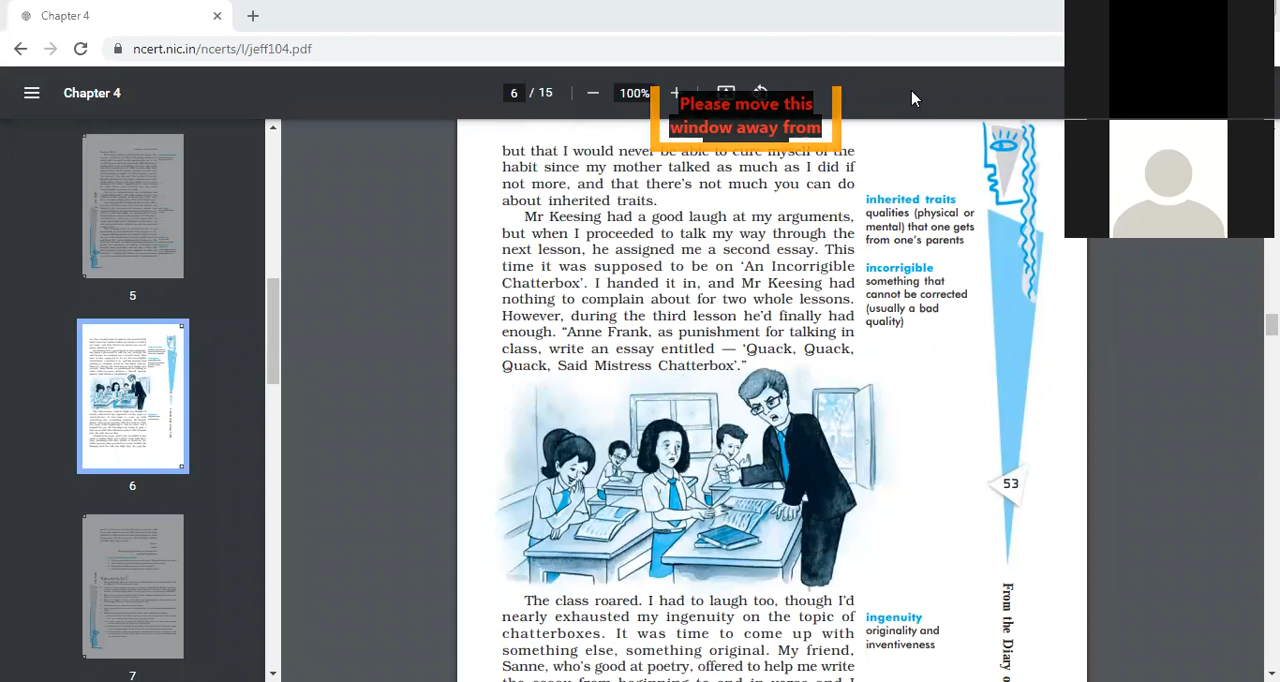 Chapter 4
ncert.nic.in/ncerts/l/jeff104.pdf
Chapter 4
6 / 15
100%
Please move this
window away from
5
6
7
but that I would never be able to cure myself of the
habit since my mother talked as much as I did if
not more, and that there's not much you can do
about inherited traits.
Mr Keesing had a good laugh at my arguments,
but when I proceeded to talk my way through the
next lesson, he assigned me a second essay. This
time it was supposed to be on ‘An Incorrigible
Chatterbox’. I handed it in, and Mr Keesing had
nothing to complain about for two whole lessons.
However, during the third lesson he'd finally had
enough. “Anne Frank, as punishment for talking in
class, write an essay entitled — ‘Quack, Quack,
Quack, Said Mistress Chatterbox’.”
inherited traits
qualities (physical or
mental) that one gets
from one's parents
incorrigible
something that
cannot be corrected
(usually a bad
quality)
53
roared. I had to laugh too, though I'd
nearly exhausted my ingenuity on the topic of
chatterboxes. It was time to come up with
something else, something original. My friend,
Sanne, who's good at poetry, offered to help me write
the essay from beginning to end in verse and I
ingenuity
originality and
inventiveness
From the Diary o